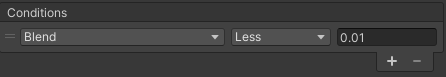 Conditions
Blend Less 0.01
+ −